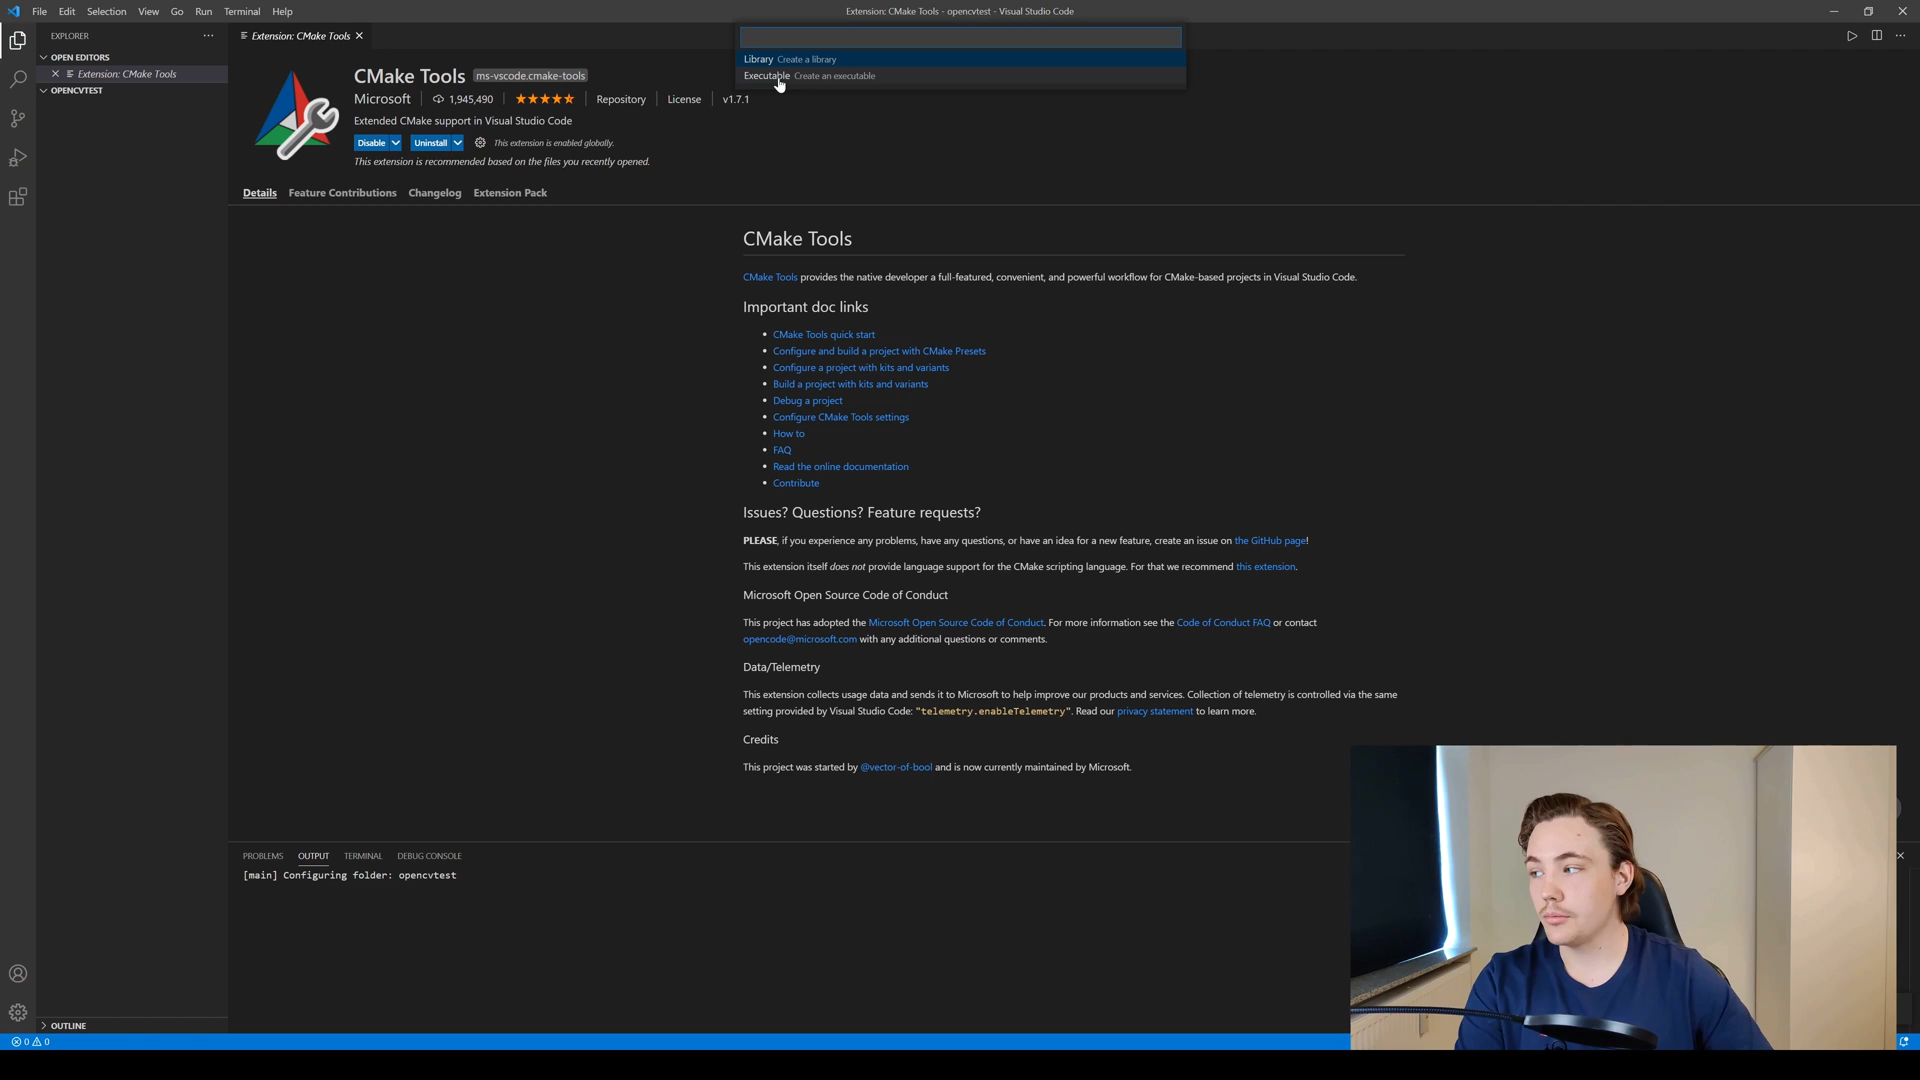 File Edit Selection View Go Run Terminal Help
Extension: CMake Tools - opencvtest - Visual Studio Code
EXPLORER
OPEN EDITORS
Extension: CMake Tools
OPENCVTEST
OUTLINE
Extension: CMake Tools
Library Create a library
Executable Create an executable
CMake Tools ms-vscode.cmake-tools
Microsoft 1,945,490 Repository License v1.7.1
Extended CMake support in Visual Studio Code
Disable Uninstall This extension is enabled globally.
This extension is recommended based on the files you recently opened.
Details Feature Contributions Changelog Extension Pack
CMake Tools
CMake Tools provides the native developer a full-featured, convenient, and powerful workflow for CMake-based projects in Visual Studio Code.
Important doc links
• CMake Tools quick start
• Configure and build a project with CMake Presets
• Configure a project with kits and variants
• Build a project with kits and variants
• Debug a project
• Configure CMake Tools settings
• How to
• FAQ
• Read the online documentation
• Contribute
Issues? Questions? Feature requests?
PLEASE, if you experience any problems, have any questions, or have an idea for a new feature, create an issue on the GitHub page!
This extension itself does not provide language support for the CMake scripting language. For that we recommend this extension.
Microsoft Open Source Code of Conduct
This project has adopted the Microsoft Open Source Code of Conduct. For more information see the Code of Conduct FAQ or contact
opencode@microsoft.com with any additional questions or comments.
Data/Telemetry
This extension collects usage data and sends it to Microsoft to help improve our products and services. Collection of telemetry is controlled via the same
setting provided by Visual Studio Code: "telemetry.enableTelemetry". Read our privacy statement to learn more.
Credits
This project was started by @vector-of-bool and is now currently maintained by Microsoft.
PROBLEMS OUTPUT TERMINAL DEBUG CONSOLE
[main] Configuring folder: opencvtest
0 0